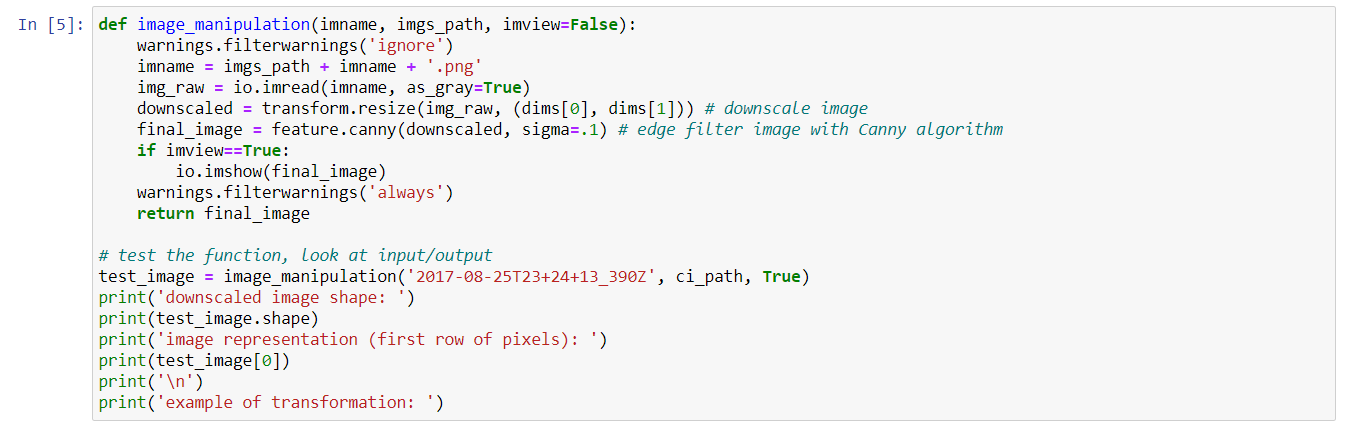 In [5]: def image_manipulation(imname, imgs_path, imview=False):
    warnings.filterwarnings('ignore')
    imname = imgs_path + imname + '.png'
    img_raw = io.imread(imname, as_gray=True)
    downscaled = transform.resize(img_raw, (dims[0], dims[1])) # downscale image
    final_image = feature.canny(downscaled, sigma=.1) # edge filter image with Canny algorithm
    if imview==True:
        io.imshow(final_image)
    warnings.filterwarnings('always')
    return final_image

# test the function, look at input/output
test_image = image_manipulation('2017-08-25T23+24+13_390Z', ci_path, True)
print('downscaled image shape: ')
print(test_image.shape)
print('image representation (first row of pixels): ')
print(test_image[0])
print('\n')
print('example of transformation: ')